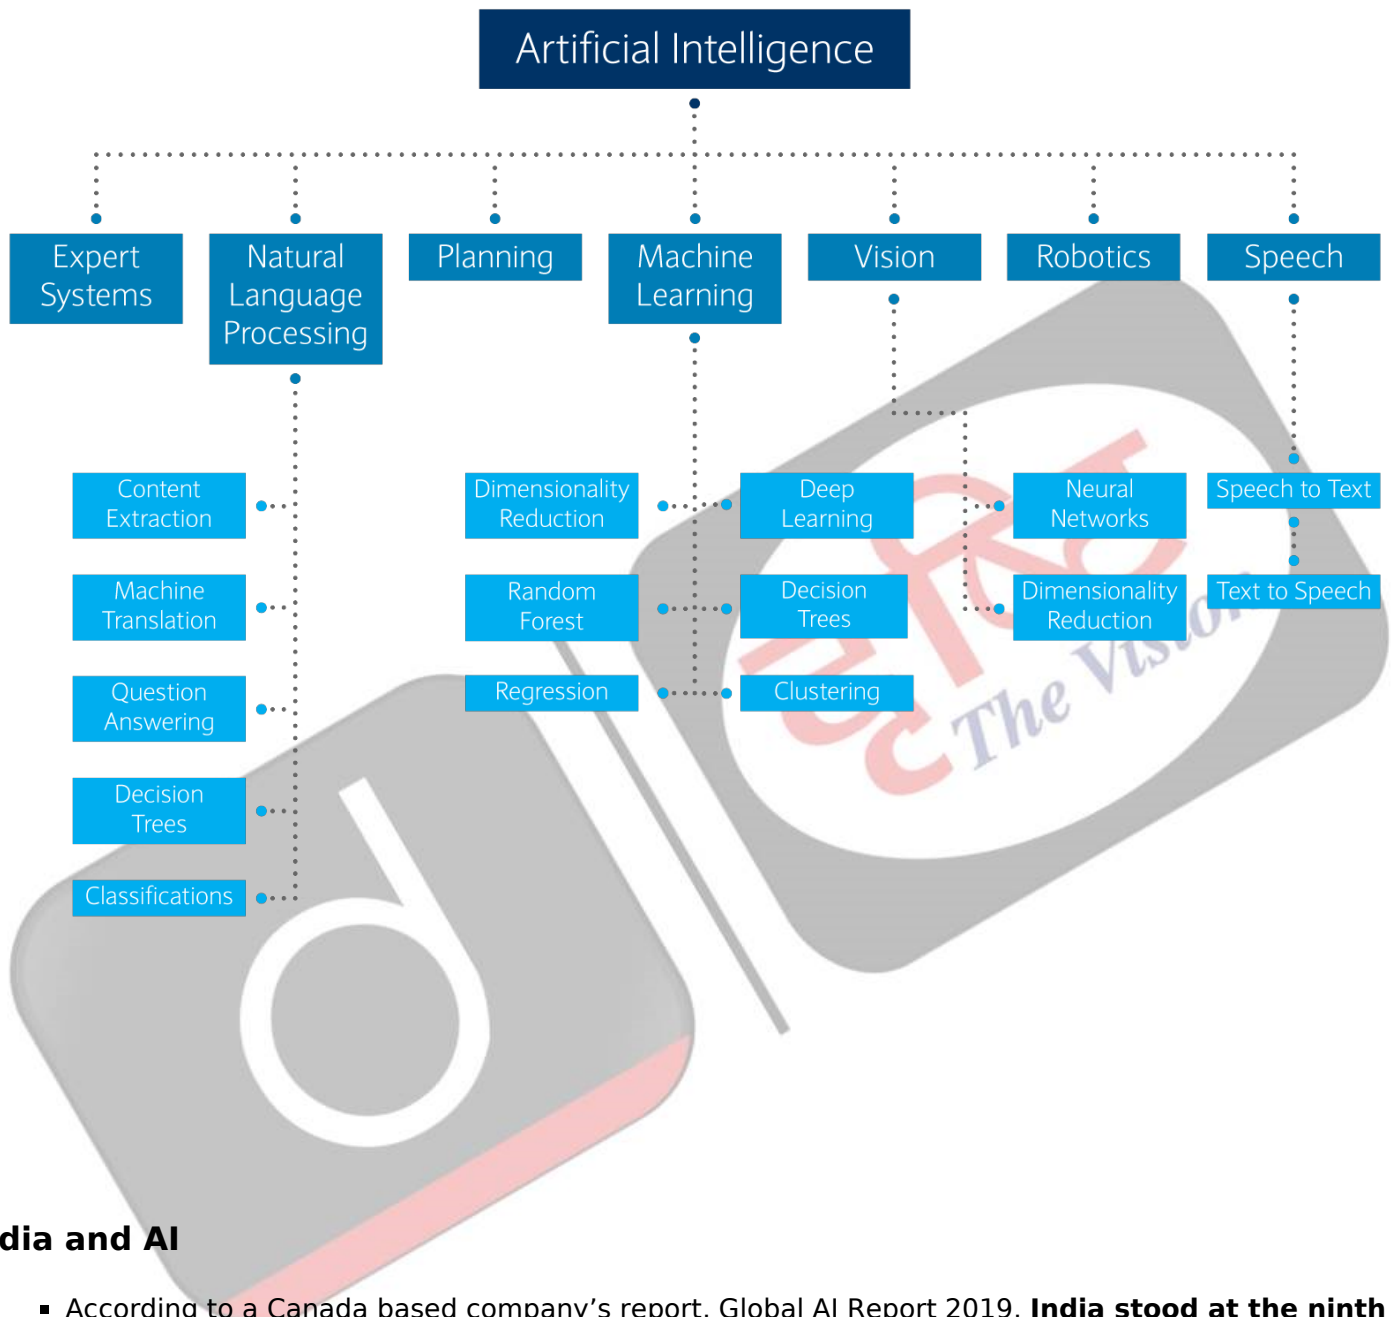 Artificial Intelligence
Expert
Systems
Natural
Language
Processing
Planning
Machine
Learning
Vision
Robotics
Speech
Content
Extraction
Machine
Translation
Question
Answering
Decision
Trees
Classifications
Dimensionality
Reduction
Random
Forest
Regression
Deep
Learning
Decision
Trees
Clustering
Neural
Networks
Dimensionality
Reduction
Speech to Text
Text to Speech
The Vision
dia and AI
According to a Canada based company’s report, Global AI Report 2019, India stood at the ninth